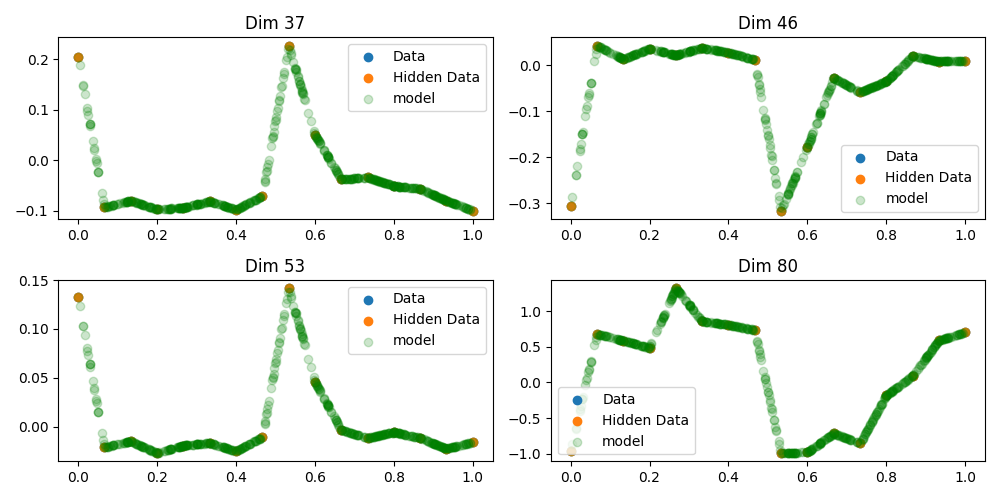 Dim 37
0.2
0.1
0.0
−0.1
0.0 0.2 0.4 0.6 0.8 1.0
Data
Hidden Data
model
Dim 46
0.0
−0.1
−0.2
−0.3
0.0 0.2 0.4 0.6 0.8 1.0
Data
Hidden Data
model
Dim 53
0.15
0.10
0.05
0.00
0.0 0.2 0.4 0.6 0.8 1.0
Data
Hidden Data
model
Dim 80
1.0
0.5
0.0
−0.5
−1.0
0.0 0.2 0.4 0.6 0.8 1.0
Data
Hidden Data
model